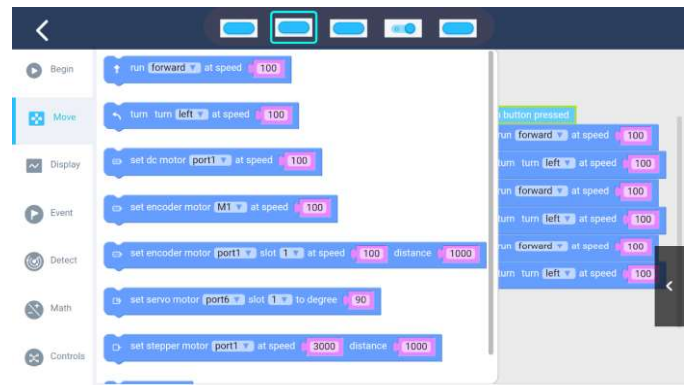 Begin
Move
Display
Event
Detect
Math
Controls
run forward at speed 100
turn turn left at speed 100
set dc motor port1 at speed 100
set encoder motor M1 at speed 100
set encoder motor port1 slot 1 at speed 100 distance 1000
set servo motor port6 slot 1 to degree 90
set stepper motor port1 at speed 3000 distance 1000
button pressed
run forward at speed 100
turn turn left at speed 100
run forward at speed 100
turn turn left at speed 100
run forward at speed 100
turn turn left at speed 100